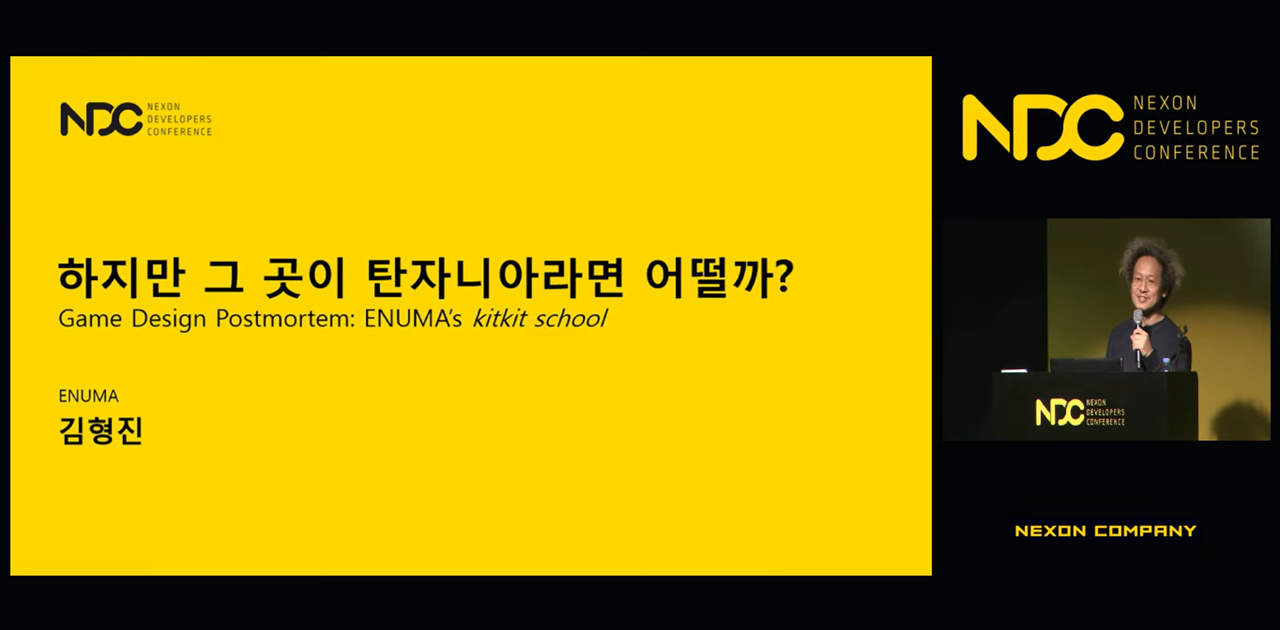 NDC NEXON
DEVELOPERS
CONFERENCE
하지만 그 곳이 탄자니아라면 어떨까?
Game Design Postmortem: ENUMA's kitkit school
ENUMA
김형진
NDC NEXON
DEVELOPERS
CONFERENCE
NDC NEXON
DEVELOPERS
CONFERENCE
NEXON COMPANY